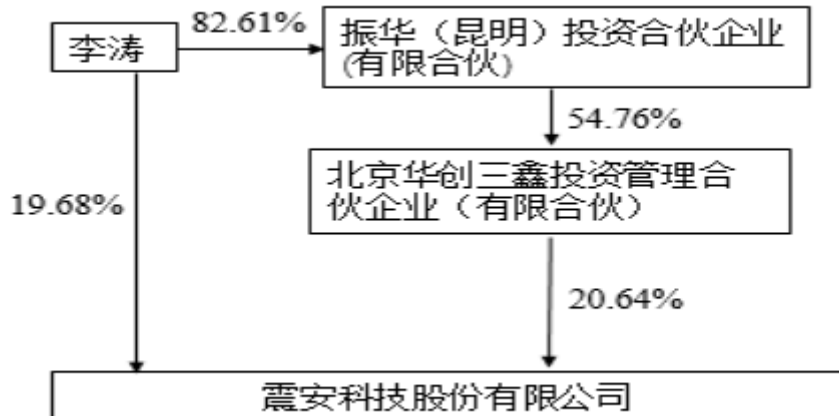 李涛
82.61%
振华（昆明）投资合伙企业
(有限合伙)
54.76%
北京华创三鑫投资管理合
伙企业（有限合伙）
19.68%
20.64%
震安科技股份有限公司